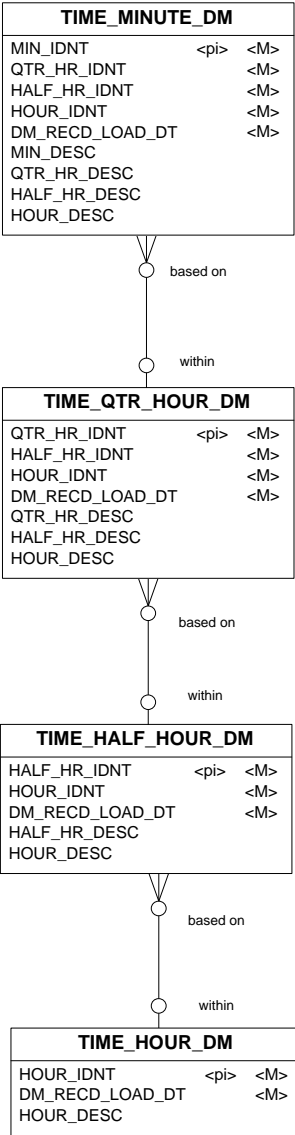 TIME_MINUTE_DM
MIN_IDNT <pi> <M>
QTR_HR_IDNT <M>
HALF_HR_IDNT <M>
HOUR_IDNT <M>
DM_RECD_LOAD_DT <M>
MIN_DESC
QTR_HR_DESC
HALF_HR_DESC
HOUR_DESC
based on
within
TIME_QTR_HOUR_DM
QTR_HR_IDNT <pi> <M>
HALF_HR_IDNT <M>
HOUR_IDNT <M>
DM_RECD_LOAD_DT <M>
QTR_HR_DESC
HALF_HR_DESC
HOUR_DESC
based on
within
TIME_HALF_HOUR_DM
HALF_HR_IDNT <pi> <M>
HOUR_IDNT <M>
DM_RECD_LOAD_DT <M>
HALF_HR_DESC
HOUR_DESC
based on
within
TIME_HOUR_DM
HOUR_IDNT <pi> <M>
DM_RECD_LOAD_DT <M>
HOUR_DESC